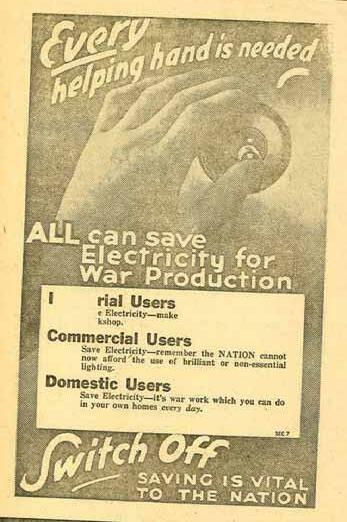 Every
helping hand is needed
ALL can save
Electricity for
War Production
I rial Users
e Electricity—make
kshop.
Commercial Users
Save Electricity—remember the NATION cannot
now afford the use of brilliant or non-essential
lighting.
Domestic Users
Save Electricity—it's war work which you can do
in your own homes every day.
SEC 7
Switch Off
SAVING IS VITAL
TO THE NATION